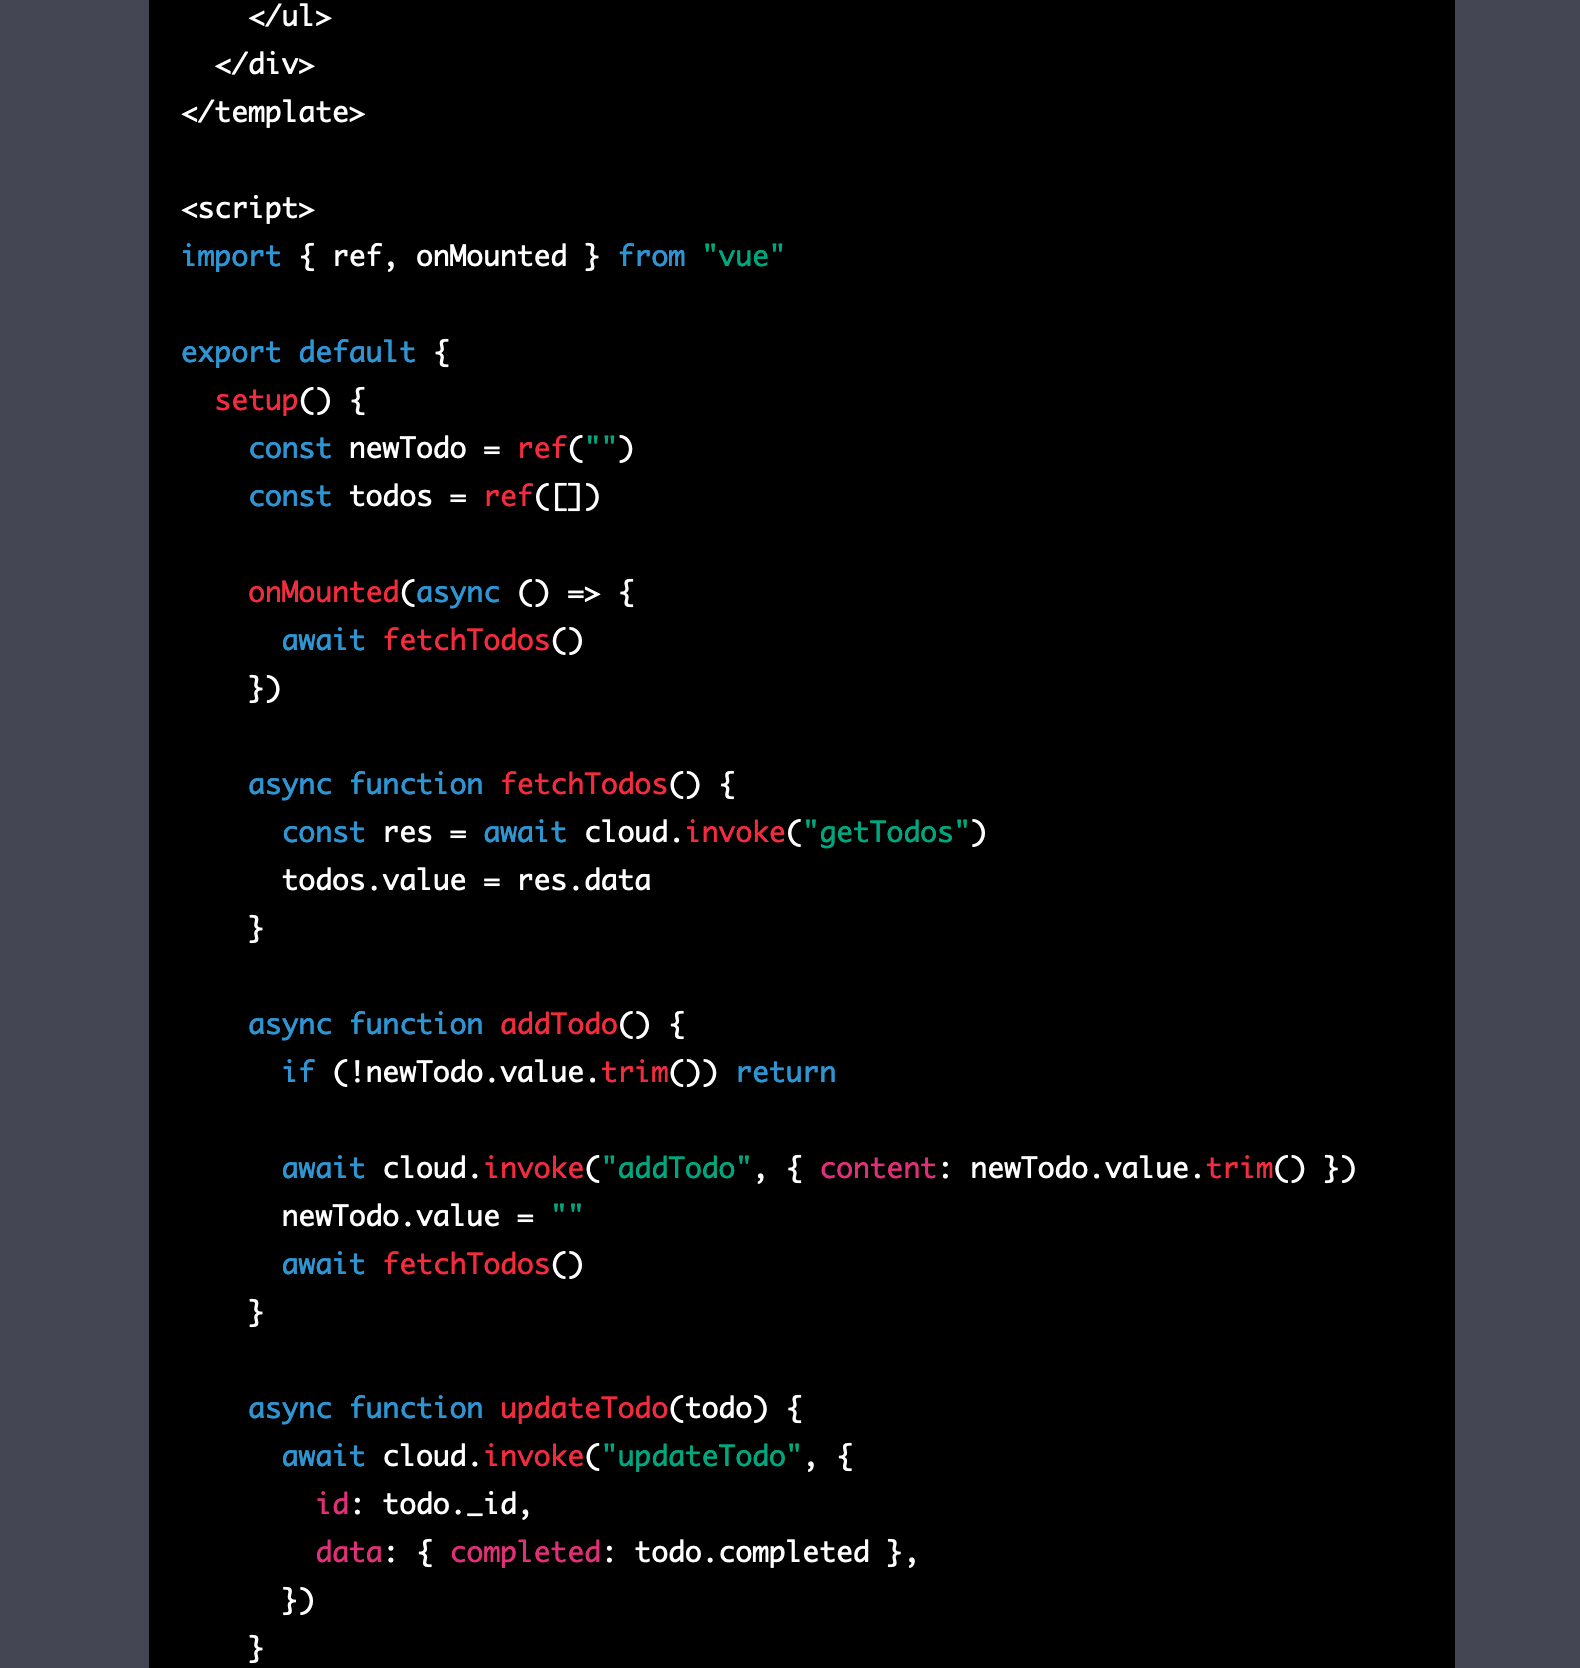 </ul>
  </div>
</template>

<script>
import { ref, onMounted } from "vue"

export default {
  setup() {
    const newTodo = ref("")
    const todos = ref([])

    onMounted(async () => {
      await fetchTodos()
    })

    async function fetchTodos() {
      const res = await cloud.invoke("getTodos")
      todos.value = res.data
    }

    async function addTodo() {
      if (!newTodo.value.trim()) return

      await cloud.invoke("addTodo", { content: newTodo.value.trim() })
      newTodo.value = ""
      await fetchTodos()
    }

    async function updateTodo(todo) {
      await cloud.invoke("updateTodo", {
        id: todo._id,
        data: { completed: todo.completed },
      })
    }